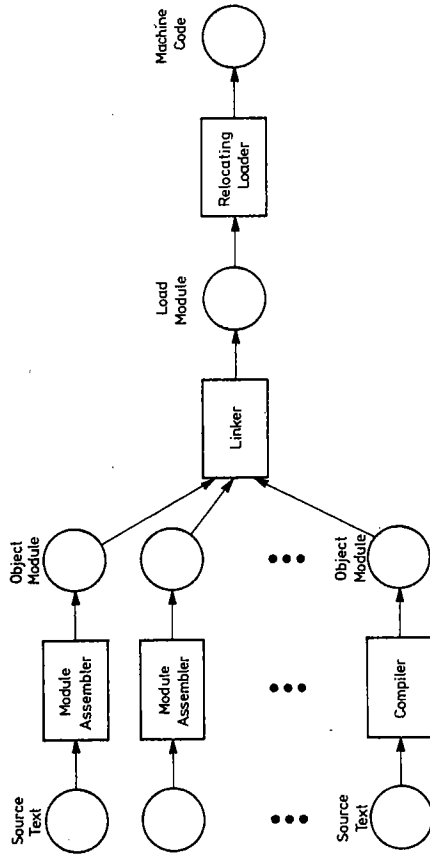 Source
Text
Module
Assembler
Object
Module
Module
Assembler
Linker
Load
Module
Relocating
Loader
Machine
Code
Source
Text
Compiler
Object
Module